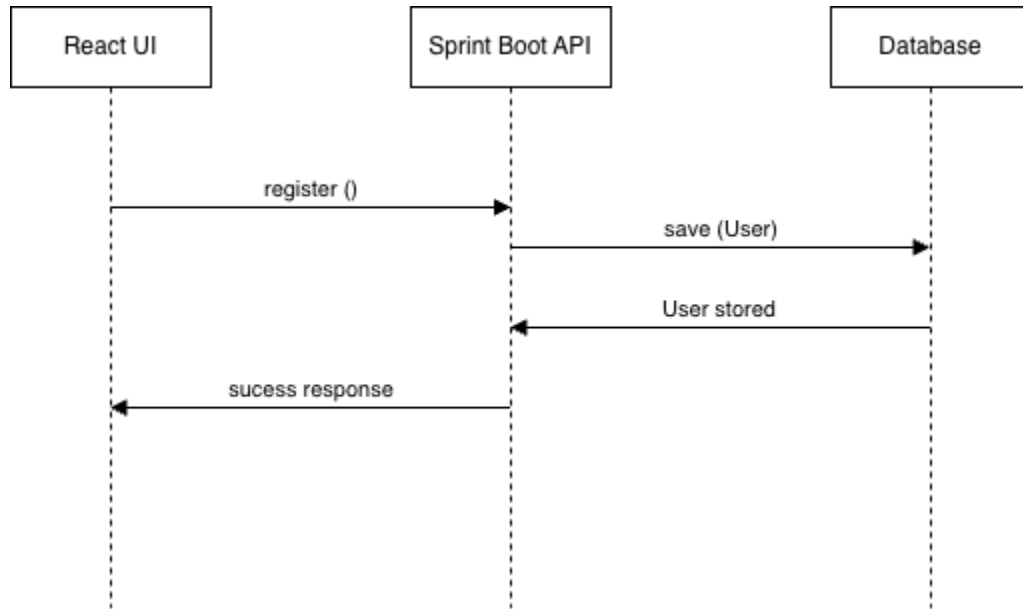 React UI
Sprint Boot API
Database
register ()
save (User)
User stored
sucess response